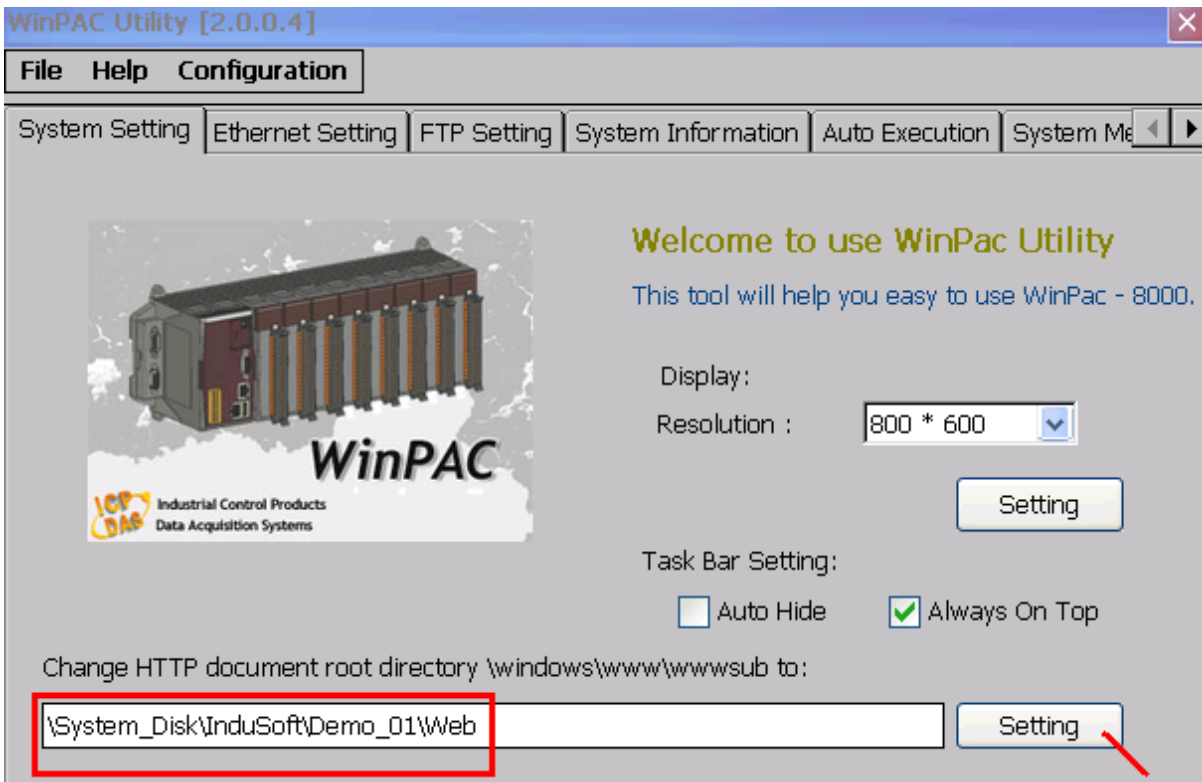 WinPAC Utility [2.0.0.4]
File Help Configuration
System Setting Ethernet Setting FTP Setting System Information Auto Execution System Me
Welcome to use WinPac Utility
This tool will help you easy to use WinPac - 8000.
Display:
Resolution : 800 * 600
WinPAC
ICP DAS
Industrial Control Products
Data Acquisition Systems
Setting
Task Bar Setting:
Auto Hide Always On Top
Change HTTP document root directory \windows\www\wwwsub to:
\System_Disk\InduSoft\Demo_01\Web Setting